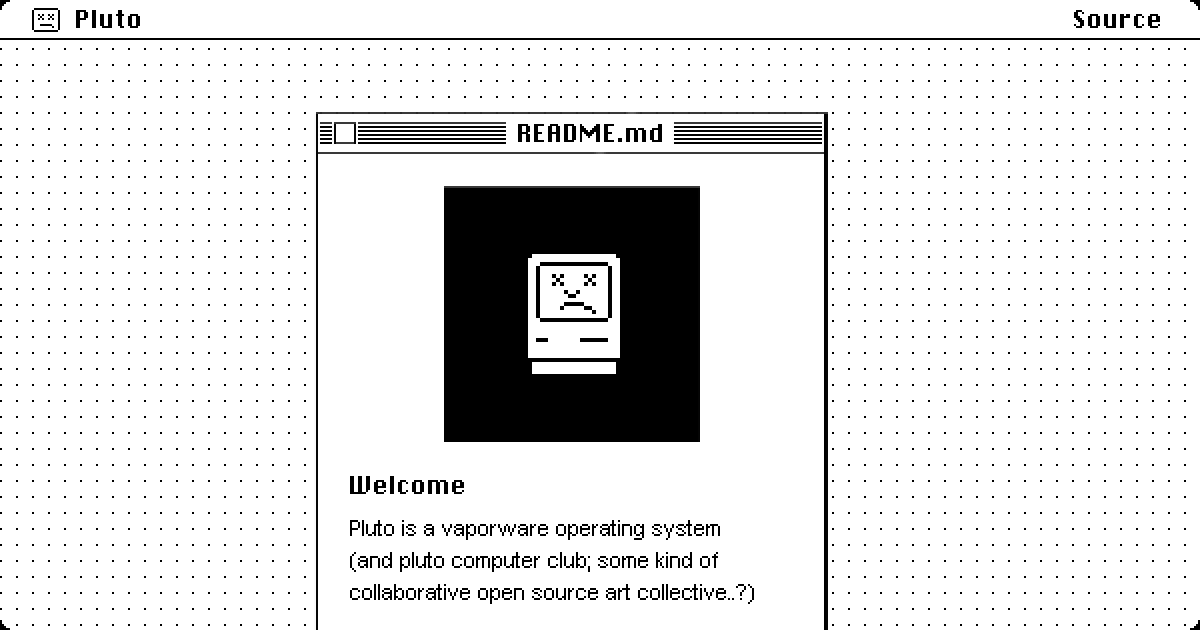 Pluto
Source
README.md
Welcome
Pluto is a vaporware operating system
(and pluto computer club; some kind of
collaborative open source art collective..?)